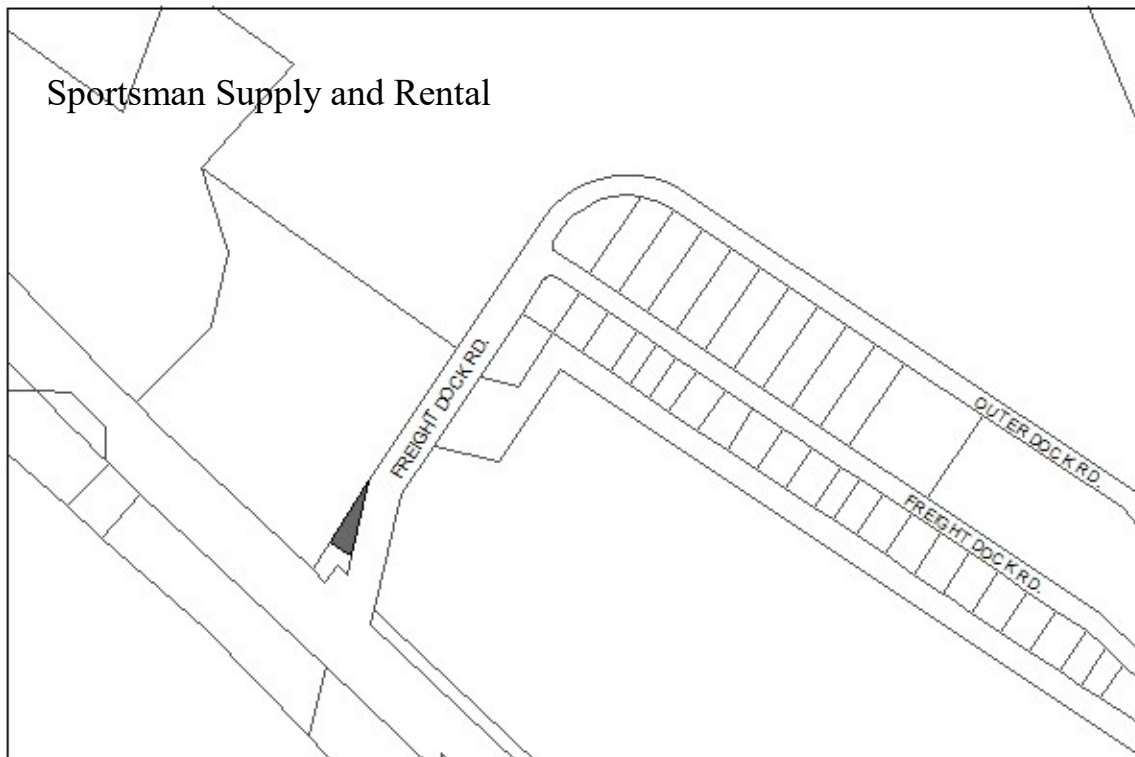 Sportsman Supply and Rental
FREIGHT DOCK RD.
OUTER DOCK RD.
FREIGHT DOCK RD.